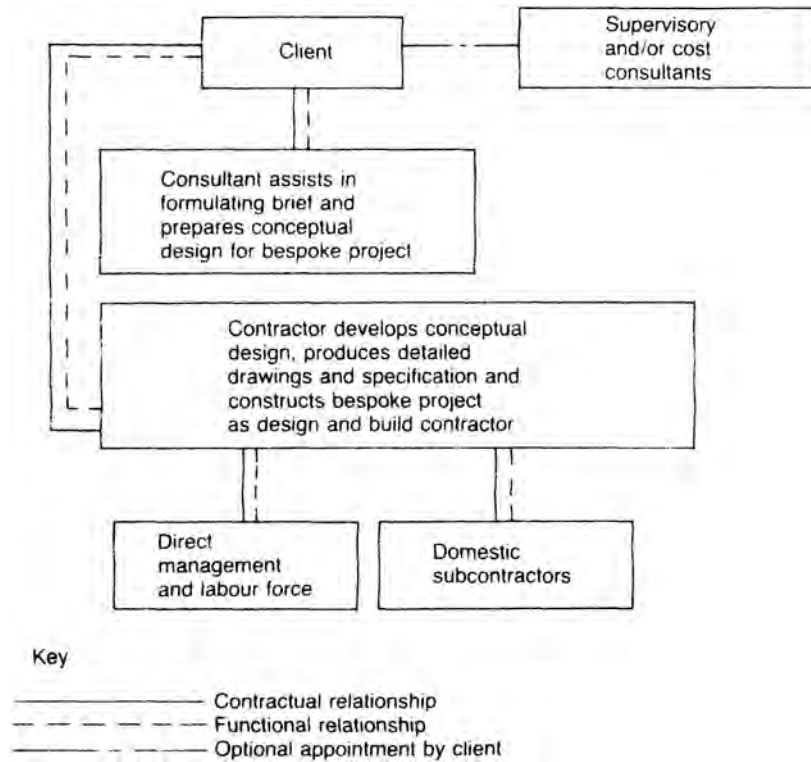 Client
Supervisory
and/or cost
consultants
Consultant assists in
formulating brief and
prepares conceptual
design for bespoke project
Contractor develops conceptual
design, produces detailed
drawings and specification and
constructs bespoke project
as design and build contractor
Direct
management
and labour force
Domestic
subcontractors
Key
Contractual relationship
Functional relationship
Optional appointment by client